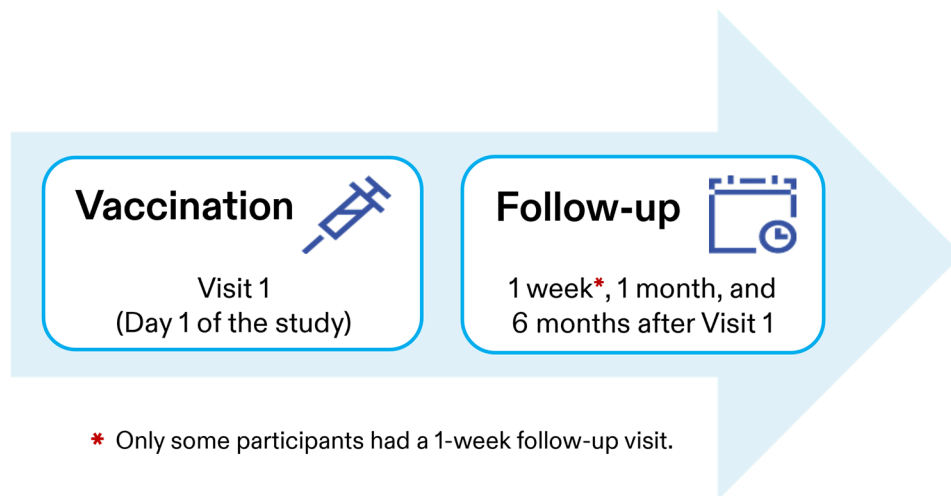 Vaccination
Visit 1
(Day 1 of the study)
Follow-up
1 week*, 1 month, and
6 months after Visit 1
* Only some participants had a 1-week follow-up visit.